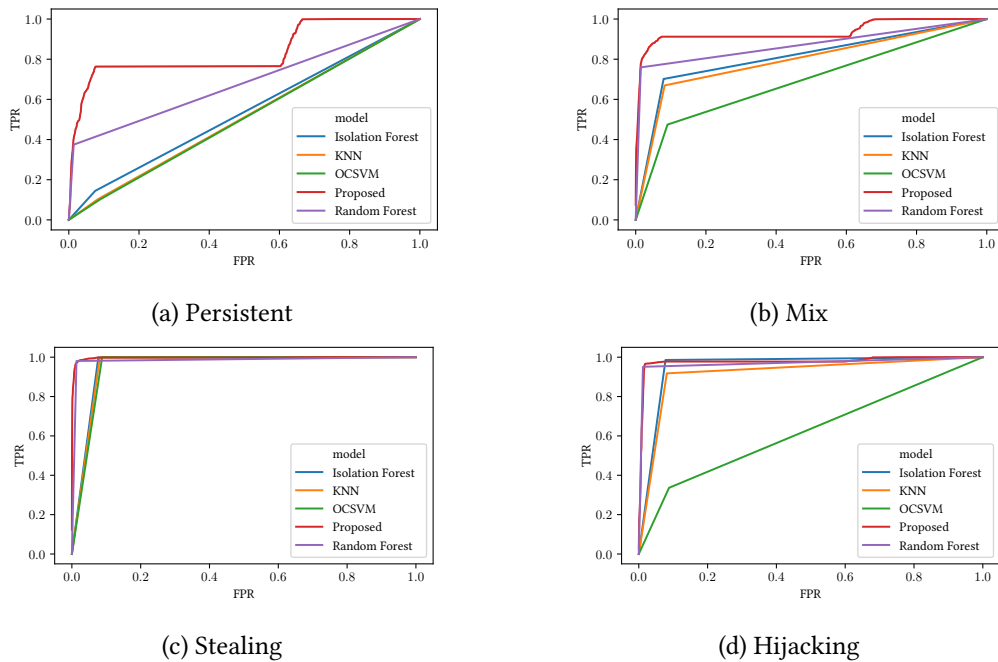 1.0
0.8
0.6
0.4
0.2
0.0
TPR
model
Isolation Forest
KNN
OCSVM
Proposed
Random Forest
0.0 0.2 0.4 0.6 0.8 1.0
FPR
(a) Persistent
1.0
0.8
0.6
0.4
0.2
0.0
TPR
model
Isolation Forest
KNN
OCSVM
Proposed
Random Forest
0.0 0.2 0.4 0.6 0.8 1.0
FPR
(b) Mix
1.0
0.8
0.6
0.4
0.2
0.0
TPR
model
Isolation Forest
KNN
OCSVM
Proposed
Random Forest
0.0 0.2 0.4 0.6 0.8 1.0
FPR
(c) Stealing
1.0
0.8
0.6
0.4
0.2
0.0
TPR
model
Isolation Forest
KNN
OCSVM
Proposed
Random Forest
0.0 0.2 0.4 0.6 0.8 1.0
FPR
(d) Hijacking